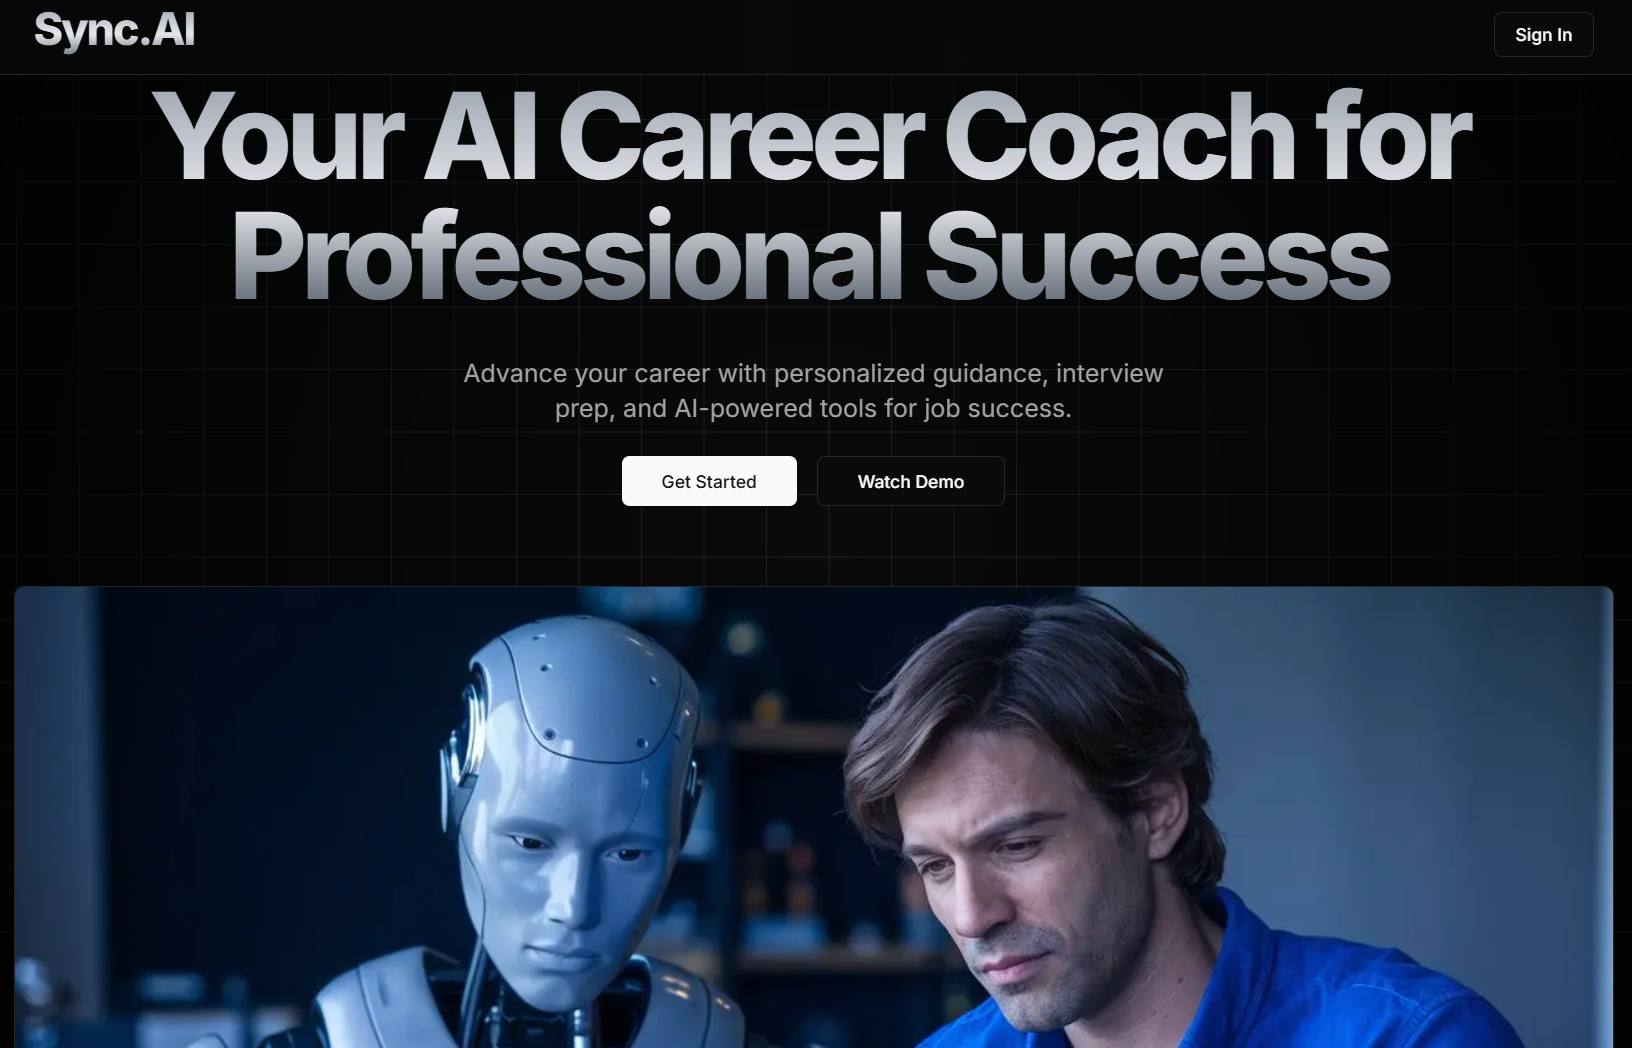 Sync.AI
Sign In
Your AI Career Coach for
Professional Success
Advance your career with personalized guidance, interview
prep, and AI-powered tools for job success.
Get Started
Watch Demo